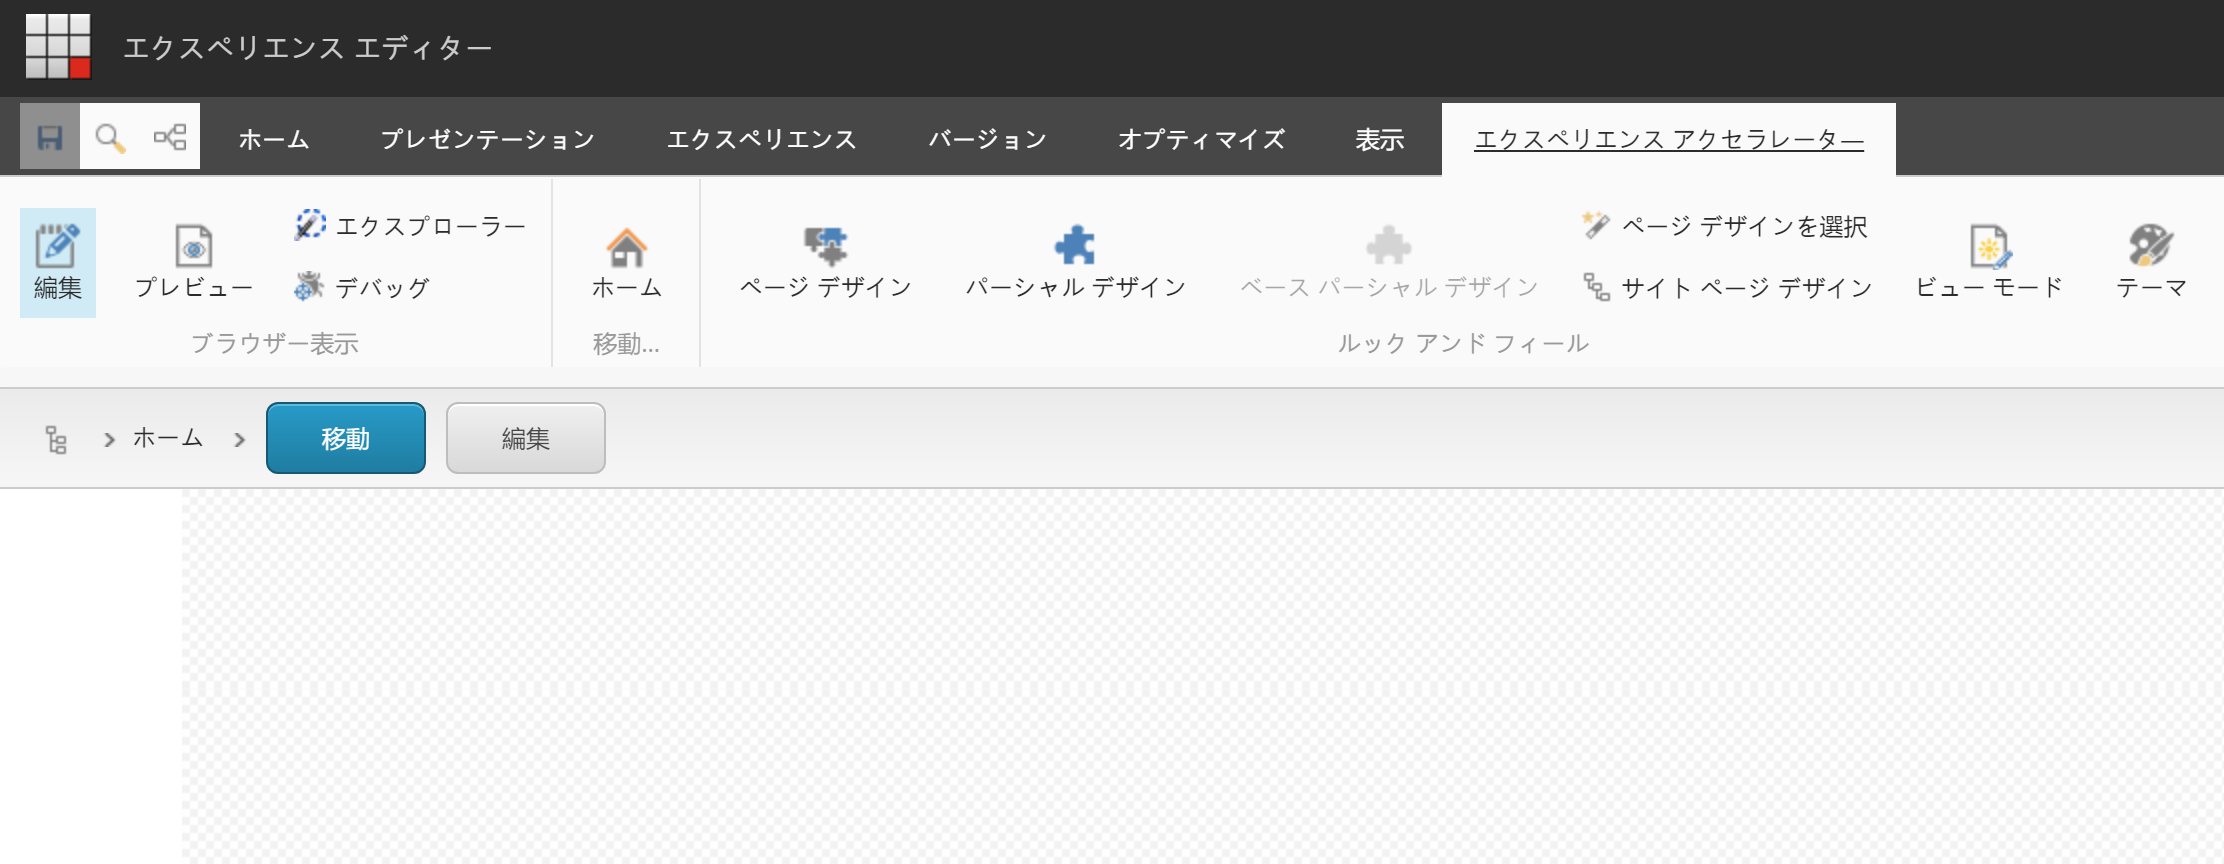 エクスペリエンス エディター
ホーム プレゼンテーション エクスペリエンス バージョン オプティマイズ 表示 エクスペリエンス アクセラレーター
エクスプローラー ページ デザインを選択
編集 プレビュー デバッグ ホーム ページ デザイン パーシャル デザイン ベース パーシャル デザイン サイト ページ デザイン ビュー モード テーマ
ブラウザー表示 移動... ルック アンド フィール
ホーム 移動 編集